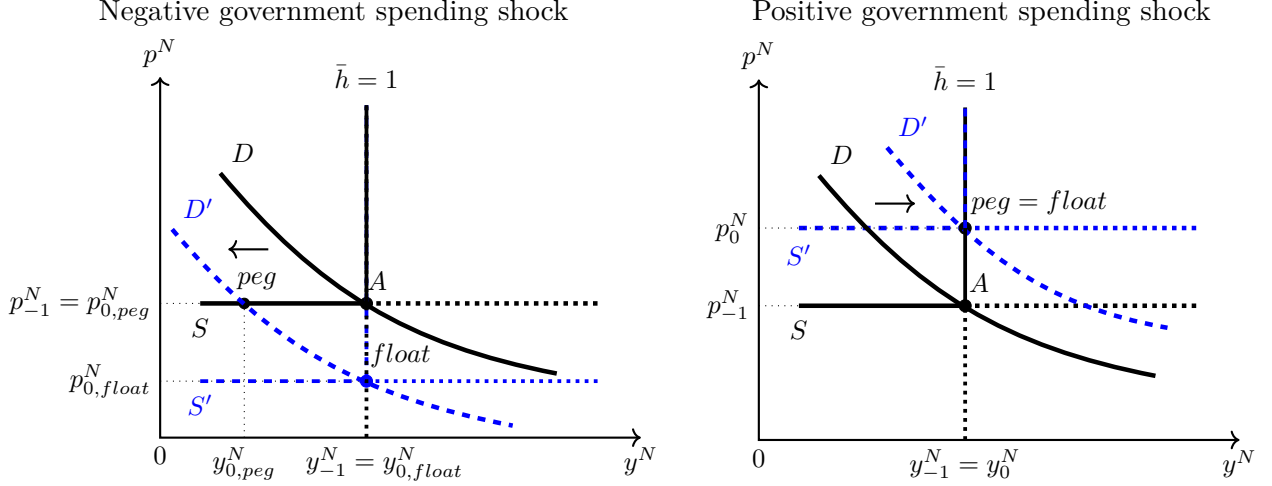 Negative government spending shock
p^N
h̄ = 1
D
D′
peg
A
p^N_{-1} = p^N_{0,peg}
S
float
p^N_{0,float}
S′
0
y^N_{0,peg}
y^N_{-1} = y^N_{0,float}
y^N
Positive government spending shock
p^N
h̄ = 1
D′
D
peg = float
p^N_0
S′
A
p^N_{-1}
S
0
y^N_{-1} = y^N_0
y^N